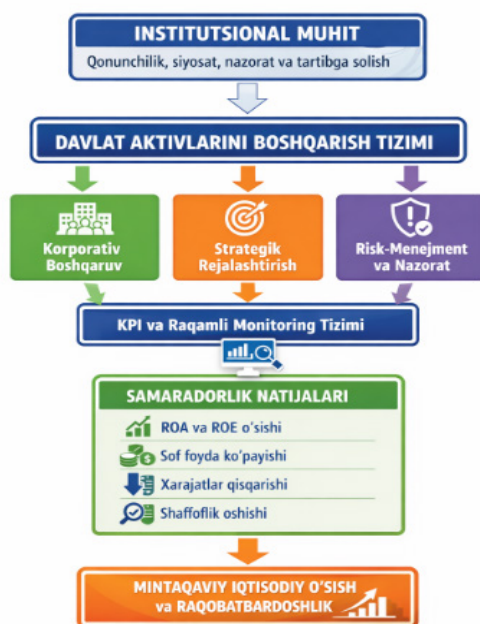 INSTITUTSIONAL MUHIT
Qonunchilik, siyosat, nazorat va tartibga solish
DAVLAT AKTIVLARINI BOSHQARISH TIZIMI
Korporativ
Boshqaruv
Strategik
Rejalashtirish
Risk-Menejment
va Nazorat
KPI va Raqamli Monitoring Tizimi
SAMARADORLIK NATIJALARI
ROA va ROE o'sishi
Sof foyda ko'payishi
Xarajatlar qisqarishi
Shaffoflik oshishi
MINTAQAVIY IQTISODIY O'SISH
va RAQOBATBARDOSHLIK